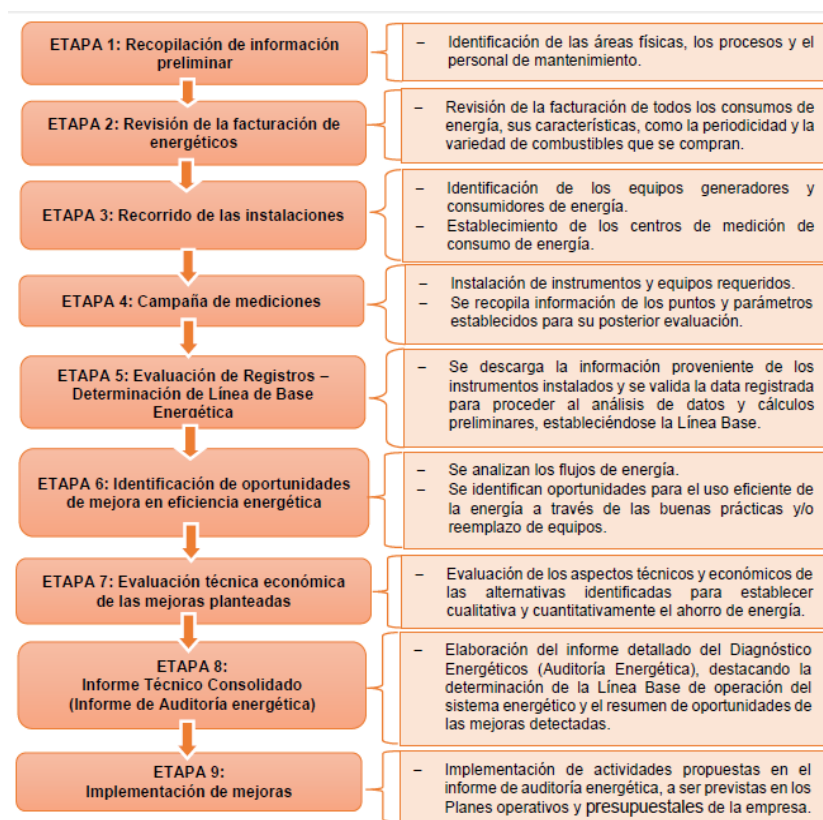 ETAPA 1: Recopilación de información
preliminar
– Identificación de las áreas físicas, los procesos y el
personal de mantenimiento.
ETAPA 2: Revisión de la facturación de
energéticos
– Revisión de la facturación de todos los consumos de
energía, sus características, como la periodicidad y la
variedad de combustibles que se compran.
ETAPA 3: Recorrido de las instalaciones
– Identificación de los equipos generadores y
consumidores de energía.
– Establecimiento de los centros de medición de
consumo de energía.
ETAPA 4: Campaña de mediciones
– Instalación de instrumentos y equipos requeridos.
– Se recopila información de los puntos y parámetros
establecidos para su posterior evaluación.
ETAPA 5: Evaluación de Registros –
Determinación de Línea de Base
Energética
– Se descarga la información proveniente de los
instrumentos instalados y se valida la data registrada
para proceder al análisis de datos y cálculos
preliminares, estableciéndose la Línea Base.
ETAPA 6: Identificación de oportunidades
de mejora en eficiencia energética
– Se analizan los flujos de energía.
– Se identifican oportunidades para el uso eficiente de
la energía a través de las buenas prácticas y/o
reemplazo de equipos.
ETAPA 7: Evaluación técnica económica
de las mejoras planteadas
– Evaluación de los aspectos técnicos y económicos de
las alternativas identificadas para establecer
cualitativa y cuantitativamente el ahorro de energía.
ETAPA 8:
Informe Técnico Consolidado
(Informe de Auditoría energética)
– Elaboración del informe detallado del Diagnóstico
Energéticos (Auditoría Energética), destacando la
determinación de la Línea Base de operación del
sistema energético y el resumen de oportunidades de
las mejoras detectadas.
ETAPA 9:
Implementación de mejoras
– Implementación de actividades propuestas en el
informe de auditoría energética, a ser previstas en los
Planes operativos y presupuestales de la empresa.